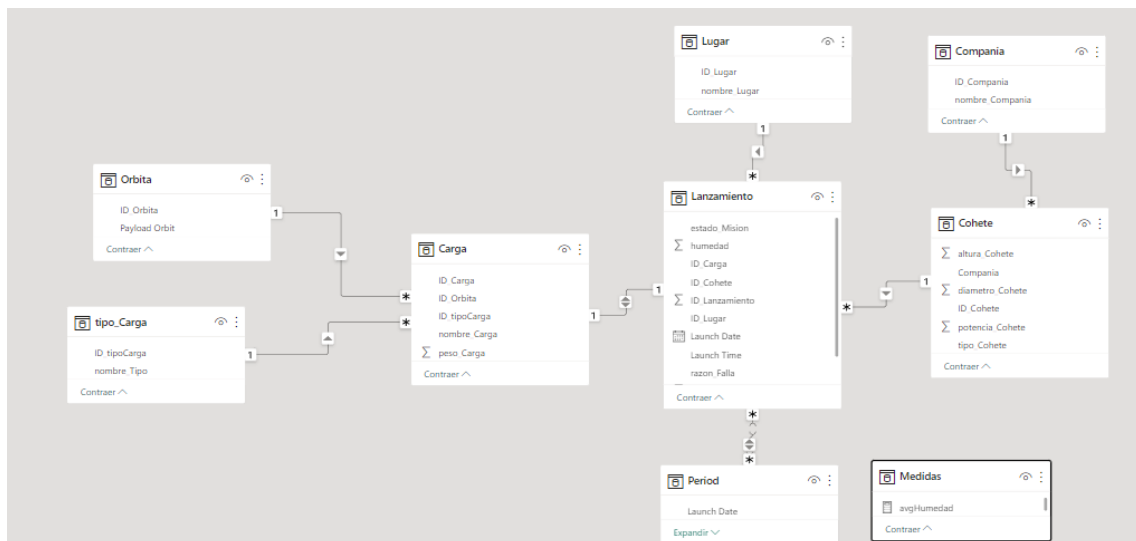 Lugar
ID_Lugar
nombre_Lugar
Contraer
1
*
Compania
ID_Compania
nombre_Compania
Contraer
1
*
Orbita
ID_Orbita
Payload Orbit
Contraer
1
*
tipo_Carga
ID_tipoCarga
nombre_Tipo
Contraer
1
*
Carga
ID_Carga
ID_Orbita
ID_tipoCarga
nombre_Carga
Σ peso_Carga
Contraer
1
1
Lanzamiento
estado_Mision
Σ humedad
ID_Carga
ID_Cohete
Σ ID_Lanzamiento
ID_Lugar
Launch Date
Launch Time
razon_Falla
Contraer
*
1
Cohete
Σ altura_Cohete
Compania
Σ diametro_Cohete
ID_Cohete
Σ potencia_Cohete
tipo_Cohete
Contraer
*
*
Period
Launch Date
Expandir
Medidas
avgHumedad
Contraer